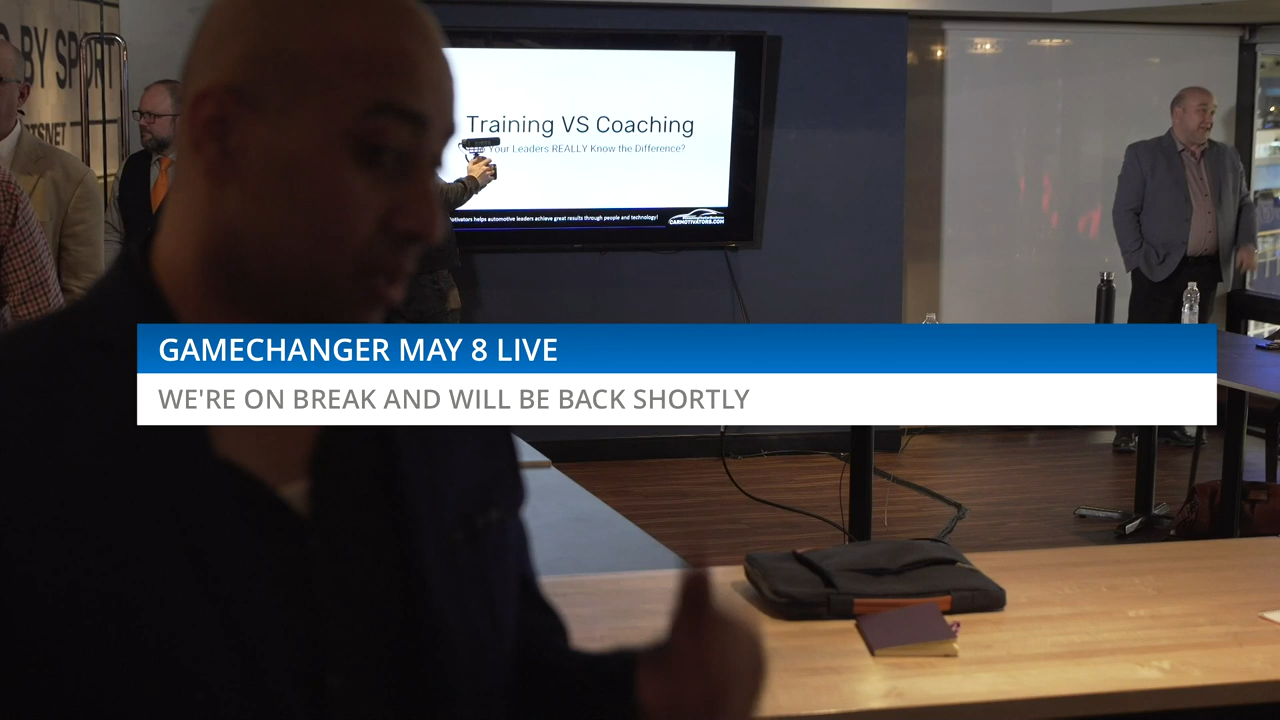 BY SPORT
Training VS Coaching
Your Leaders REALLY Know the Difference?
otivators helps automotive leaders achieve great results through people and technology!
CARMOTIVATORS.COM
GAMECHANGER MAY 8 LIVE
WE'RE ON BREAK AND WILL BE BACK SHORTLY